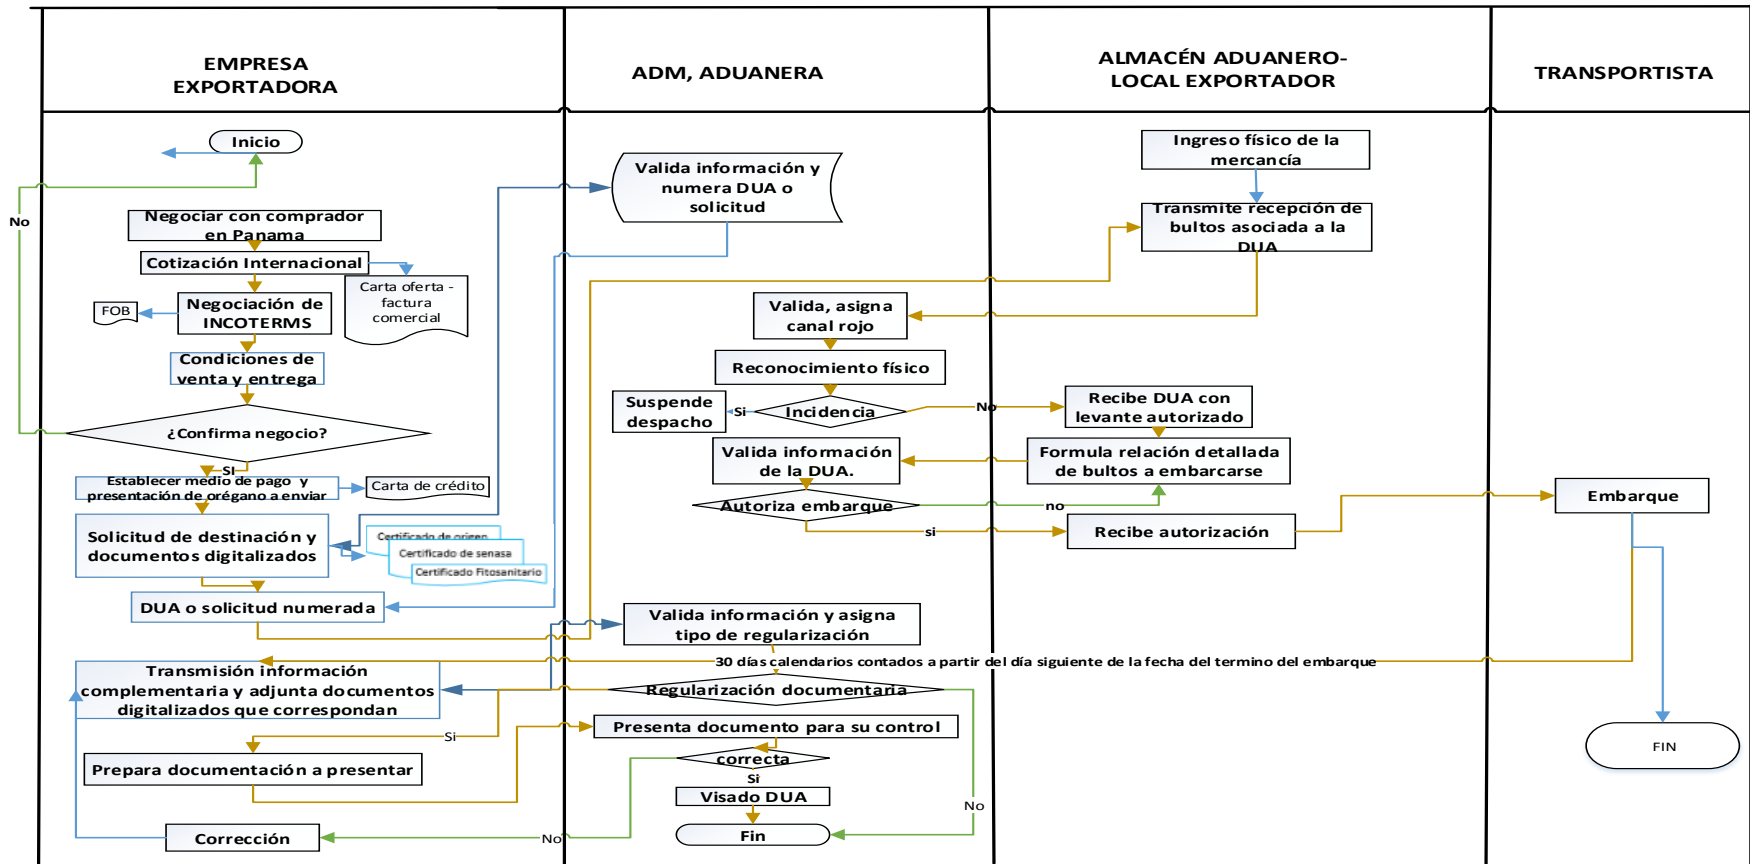 EMPRESA
EXPORTADORA
ADM, ADUANERA
ALMACÉN ADUANERO-
LOCAL EXPORTADOR
TRANSPORTISTA
Inicio
No
Negociar con comprador
en Panama
Cotización Internacional
Carta oferta -
factura
comercial
Negociación de
INCOTERMS
FOB
Condiciones de
venta y entrega
¿Confirma negocio?
SI
Establecer medio de pago y
presentación de orégano a enviar
Carta de crédito
Solicitud de destinación y
documentos digitalizados
Certificado de origen
Certificado de senasa
Certificado Fitosanitario
DUA o solicitud numerada
Transmisión información
complementaria y adjunta documentos
digitalizados que correspondan
Si
Prepara documentación a presentar
Corrección
No
Valida información y
numera DUA o
solicitud
Valida, asigna
canal rojo
Reconocimiento físico
Suspende
despacho
Si
Incidencia
No
Valida información
de la DUA.
Autoriza embarque
no
si
Valida información y asigna
tipo de regularización
30 días calendarios contados a partir del día siguiente de la fecha del termino del embarque
Regularización documentaria
Presenta documento para su control
correcta
Si
Visado DUA
No
Fin
Ingreso físico de la
mercancía
Transmite recepción de
bultos asociada a la
DUA
Recibe DUA con
levante autorizado
Formula relación detallada
de bultos a embarcarse
Recibe autorización
Embarque
FIN